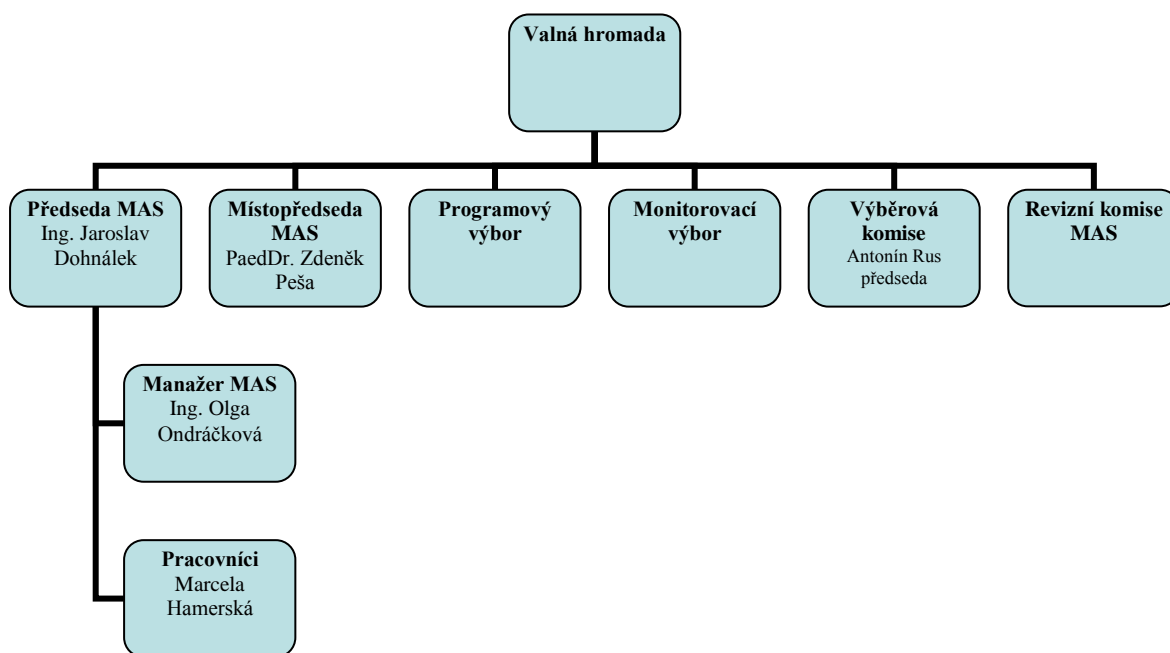 Valná hromada
Předseda MAS
Ing. Jaroslav
Dohnálek
Místopředseda
MAS
PaedDr. Zdeněk
Peša
Programový
výbor
Monitorovací
výbor
Výběrová
komise
Antonín Rus
předseda
Revizní komise
MAS
Manažer MAS
Ing. Olga
Ondráčková
Pracovníci
Marcela
Hamerská